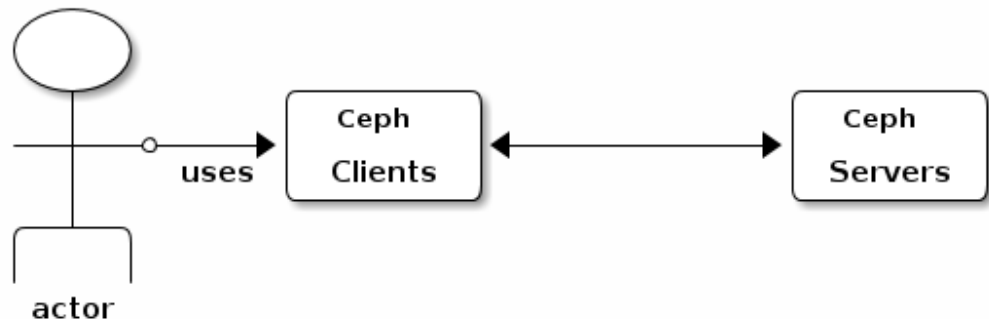 Ceph
Clients
Ceph
Servers
uses
actor